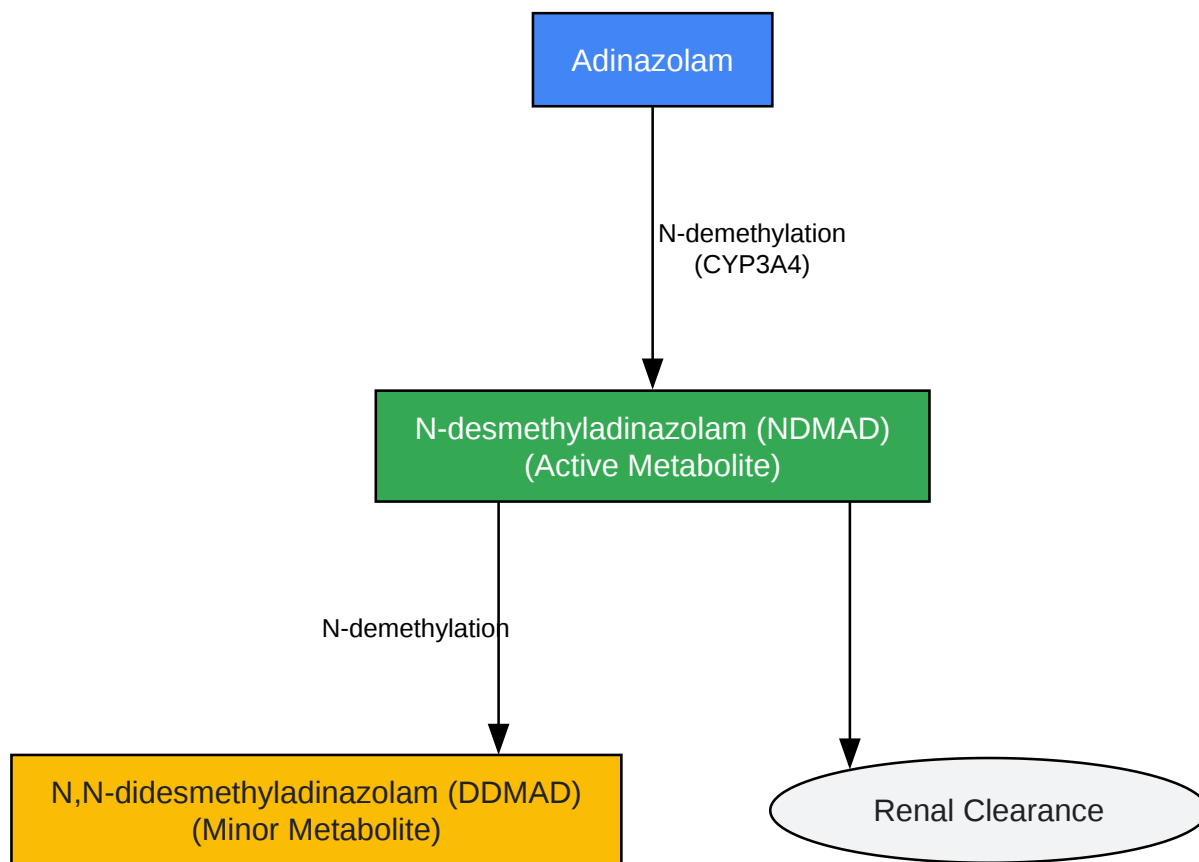 Adinazolam
N-demethylation
(CYP3A4)
N-desmethyladinazolam (NDMAD)
(Active Metabolite)
N-demethylation
N,N-didesmethyladinazolam (DDMAD)
(Minor Metabolite)
Renal Clearance